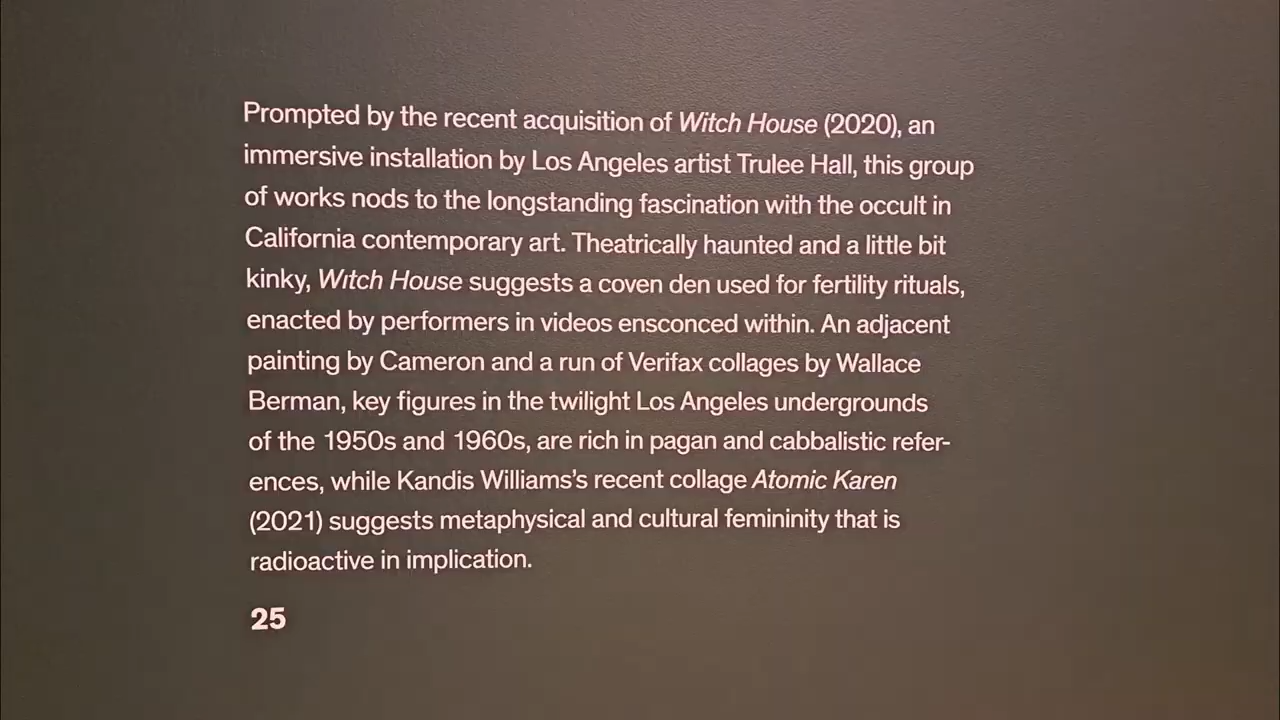 Prompted by the recent acquisition of Witch House (2020), an
immersive installation by Los Angeles artist Trulee Hall, this group
of works nods to the longstanding fascination with the occult in
California contemporary art. Theatrically haunted and a little bit
kinky, Witch House suggests a coven den used for fertility rituals,
enacted by performers in videos ensconced within. An adjacent
painting by Cameron and a run of Verifax collages by Wallace
Berman, key figures in the twilight Los Angeles undergrounds
of the 1950s and 1960s, are rich in pagan and cabbalistic refer-
ences, while Kandis Williams’s recent collage Atomic Karen
(2021) suggests metaphysical and cultural femininity that is
radioactive in implication.
25